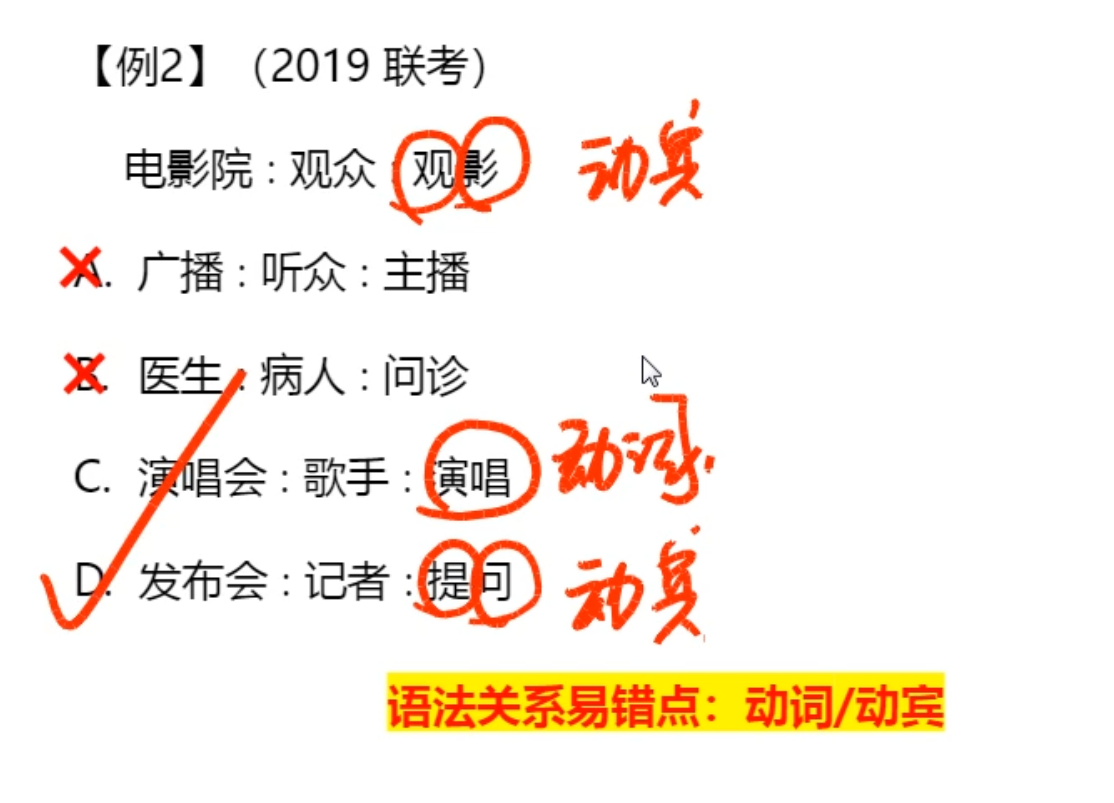 【例2】（2019 联考）
电影院 : 观众 : 观影 动宾
A. 广播 : 听众 : 主播
B. 医生 : 病人 : 问诊
C. 演唱会 : 歌手 : 演唱 动词
D. 发布会 : 记者 : 提问 动宾
语法关系易错点：动词/动宾